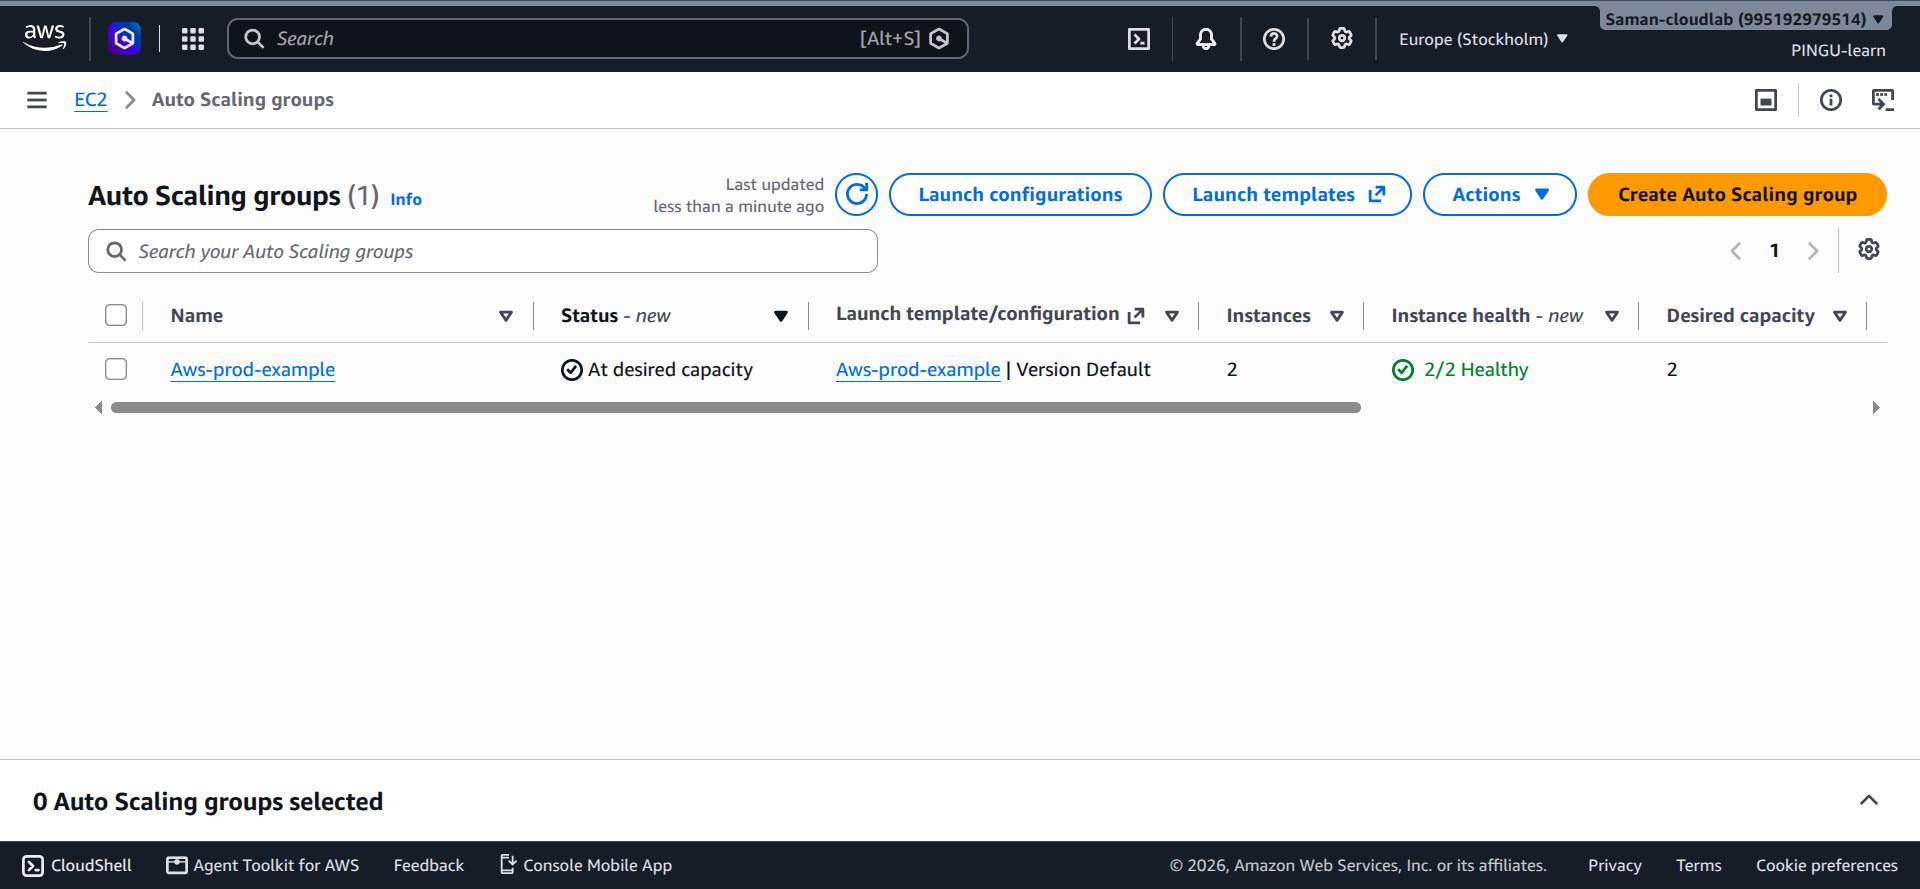 aws
Search [Alt+S]
Europe (Stockholm)
Saman-cloudlab (995192979514)
PINGU-learn
EC2 Auto Scaling groups
Auto Scaling groups (1) Info
Last updated
less than a minute ago
Launch configurations
Launch templates
Actions
Create Auto Scaling group
Search your Auto Scaling groups
1
Name Status - new Launch template/configuration Instances Instance health - new Desired capacity
Aws-prod-example At desired capacity Aws-prod-example | Version Default 2 2/2 Healthy 2
0 Auto Scaling groups selected
CloudShell Agent Toolkit for AWS Feedback Console Mobile App © 2026, Amazon Web Services, Inc. or its affiliates. Privacy Terms Cookie preferences